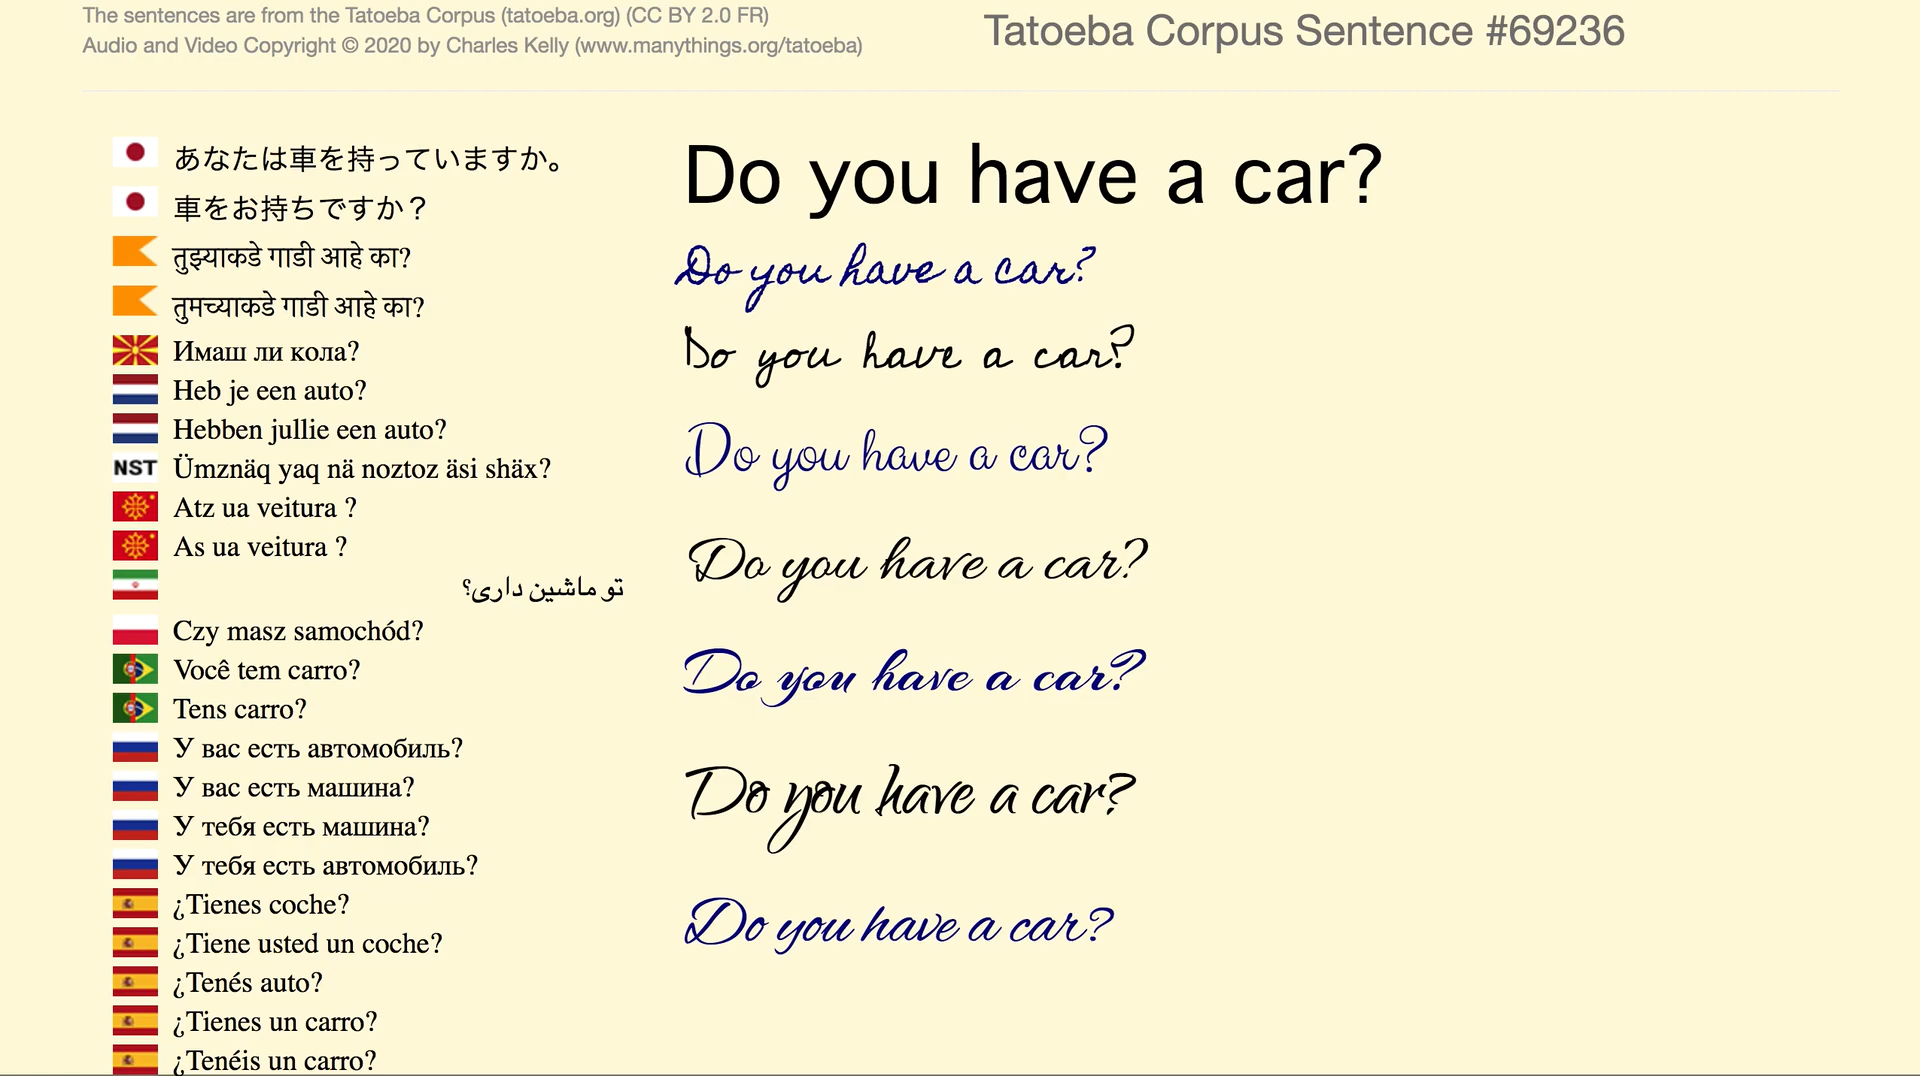 The sentences are from the Tatoeba Corpus (tatoeba.org) (CC BY 2.0 FR)
Audio and Video Copyright © 2020 by Charles Kelly (www.manythings.org/tatoeba)
Tatoeba Corpus Sentence #69236
あなたは車を持っていますか。
車をお持ちですか？
तुझ्याकडे गाडी आहे का?
तुमच्याकडे गाडी आहे का?
Имаш ли кола?
Heb je een auto?
Hebben jullie een auto?
NST Ümznäq yaq nä noztoz äsi shäx?
Atz ua veitura ?
As ua veitura ?
تو ماشین داری؟
Czy masz samochód?
Você tem carro?
Tens carro?
У вас есть автомобиль?
У вас есть машина?
У тебя есть машина?
У тебя есть автомобиль?
¿Tienes coche?
¿Tiene usted un coche?
¿Tenés auto?
¿Tienes un carro?
¿Tenéis un carro?
Do you have a car?
Do you have a car?
Do you have a car?
Do you have a car?
Do you have a car?
Do you have a car?
Do you have a car?
Do you have a car?